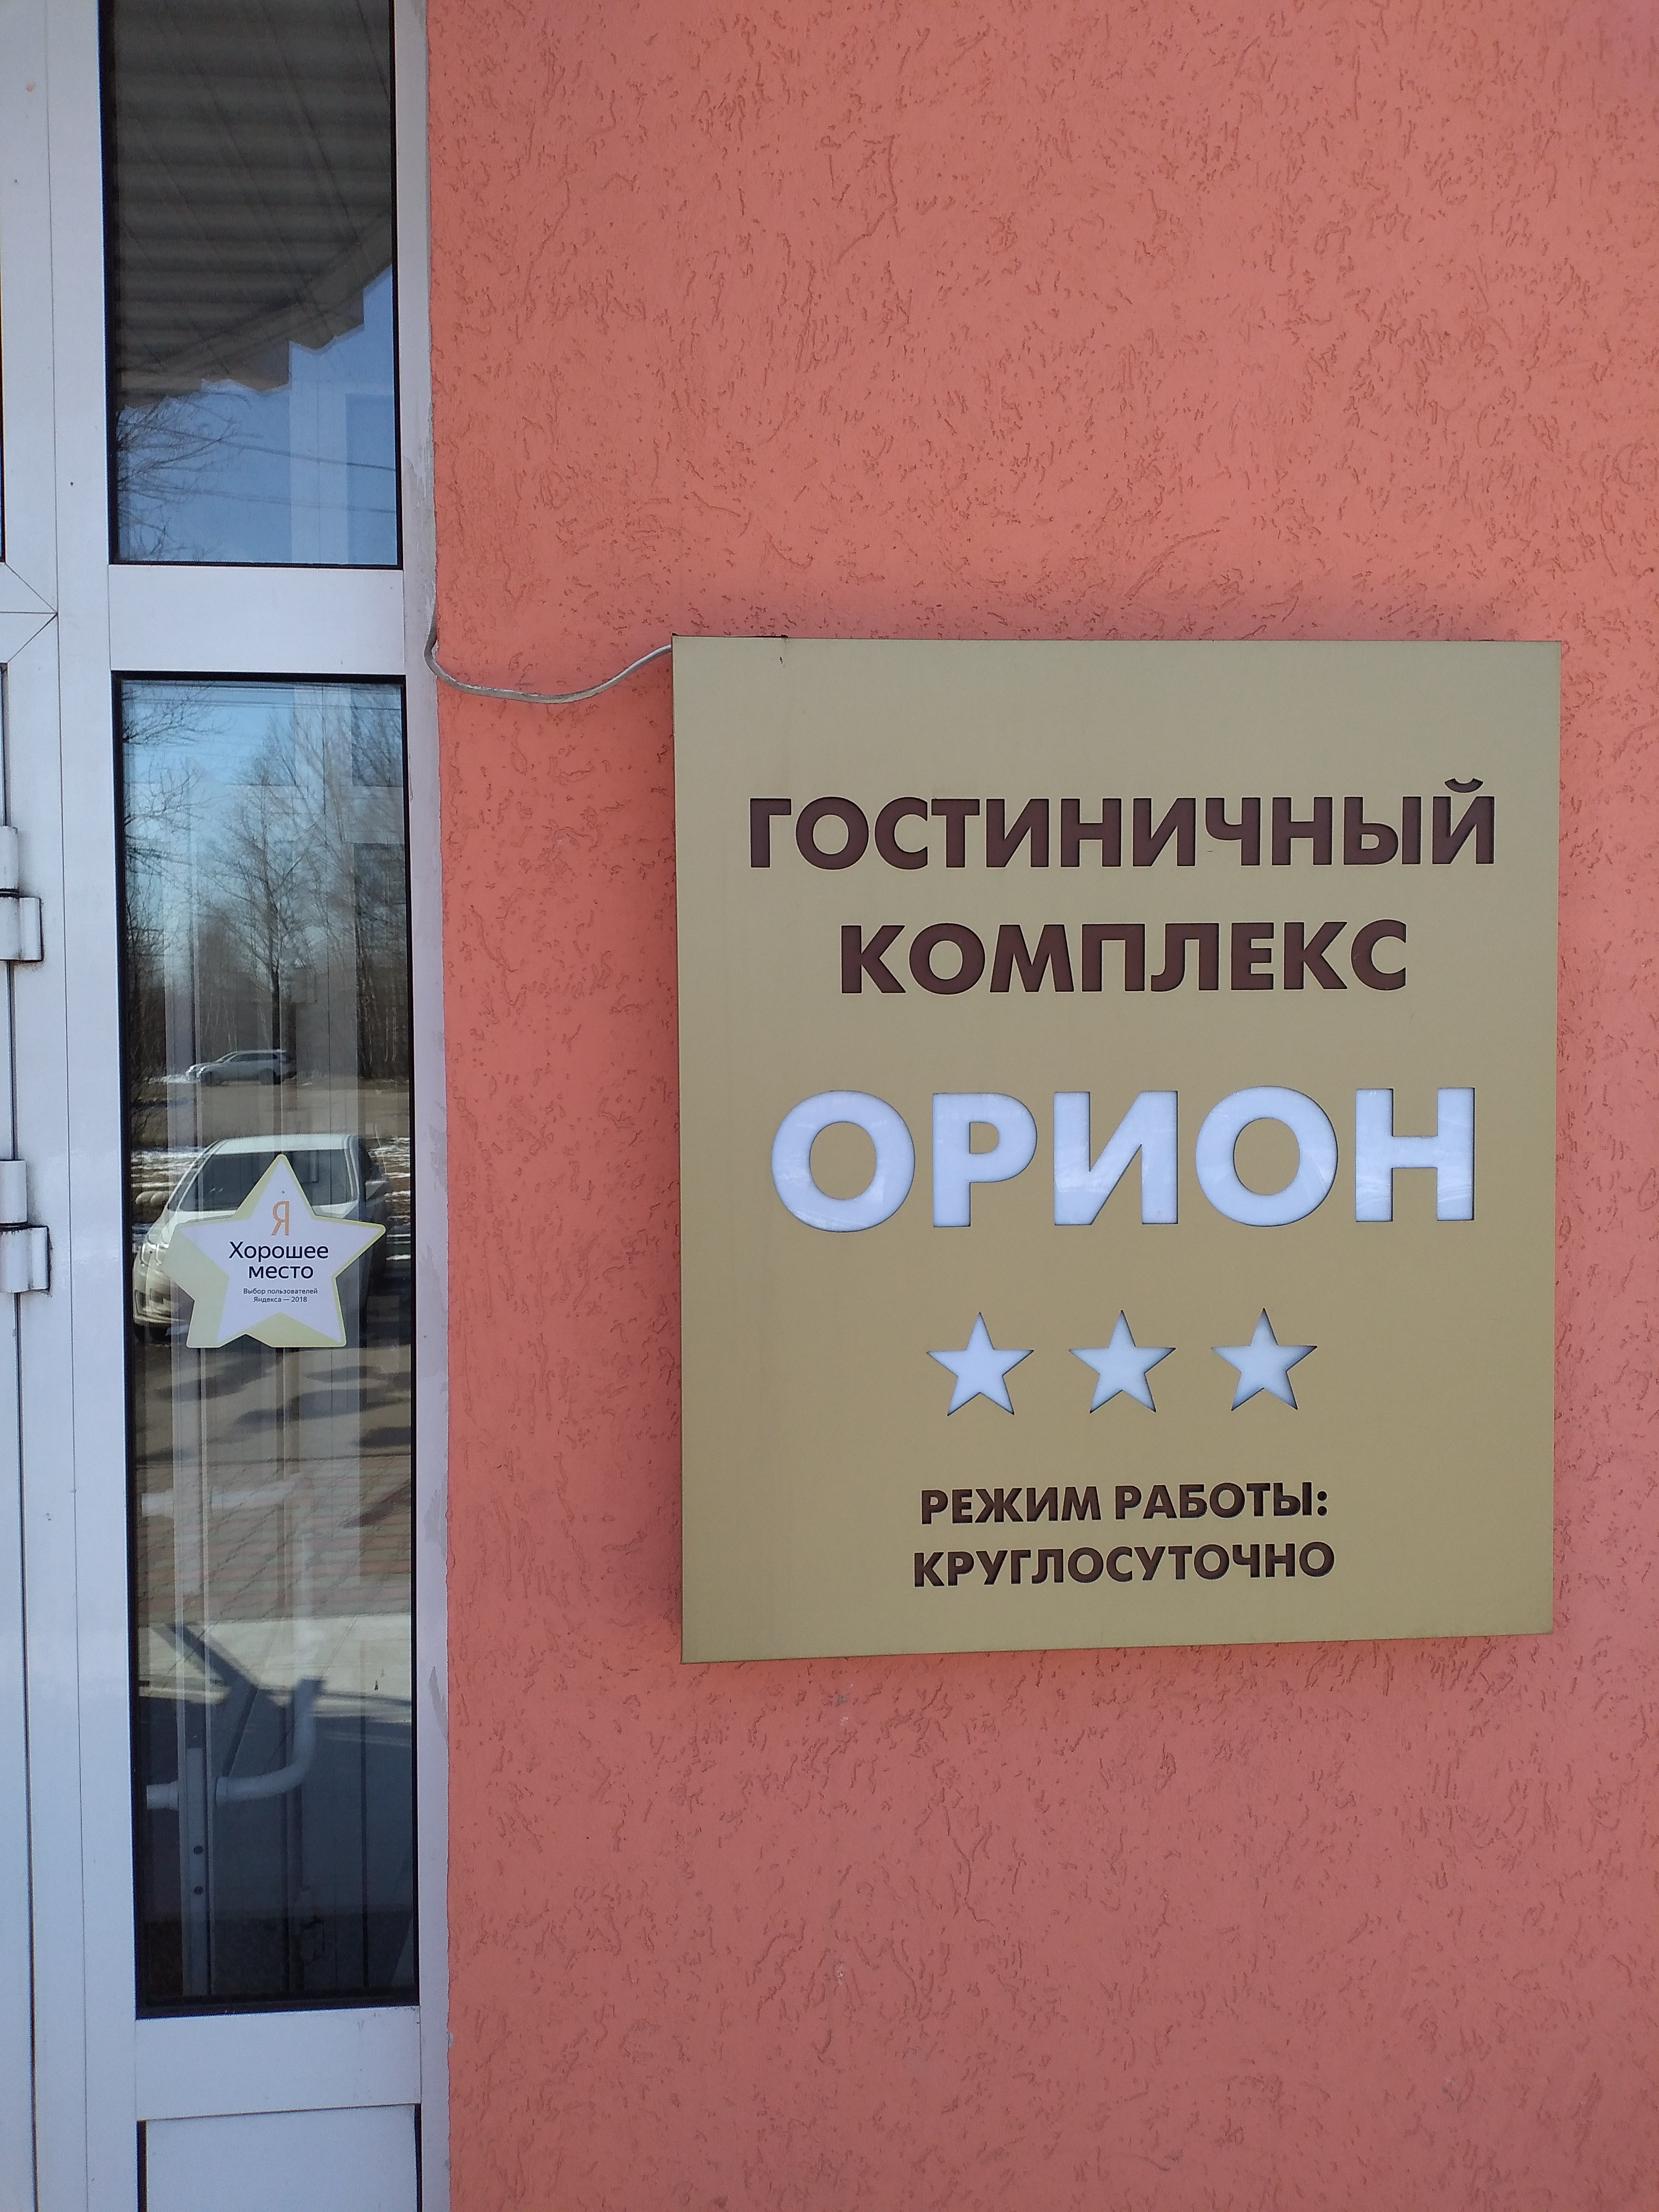 ГОСТИНИЧНЫЙ
КОМПЛЕКС
ОРИОН
РЕЖИМ РАБОТЫ:
КРУГЛОСУТОЧНО
Я
Хорошее
место
Выбор пользователей
Яндекса — 2018